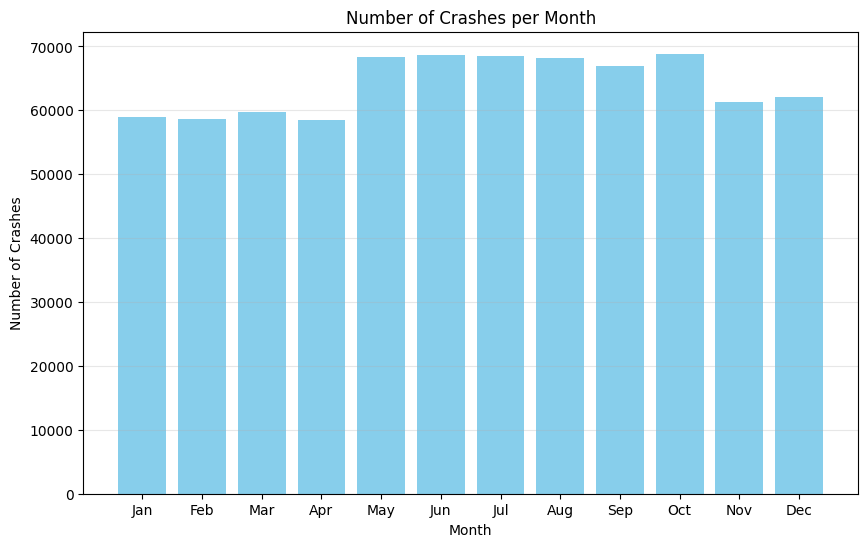 Number of Crashes per Month
Number of Crashes
70000
60000
50000
40000
30000
20000
10000
0
Jan Feb Mar Apr May Jun Jul Aug Sep Oct Nov Dec
Month